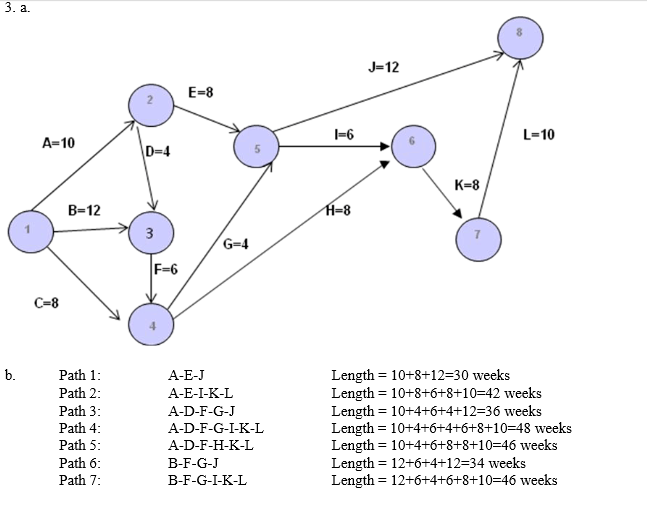 3. a.
8
J=12
2
E=8
A=10
D=4
I=6
6
L=10
5
K=8
B=12
H=8
1
3
7
G=4
F=6
C=8
4
b. Path 1: A-E-J Length = 10+8+12=30 weeks
Path 2: A-E-I-K-L Length = 10+8+6+8+10=42 weeks
Path 3: A-D-F-G-J Length = 10+4+6+4+12=36 weeks
Path 4: A-D-F-G-I-K-L Length = 10+4+6+4+6+8+10=48 weeks
Path 5: A-D-F-H-K-L Length = 10+4+6+8+8+10=46 weeks
Path 6: B-F-G-J Length = 12+6+4+12=34 weeks
Path 7: B-F-G-I-K-L Length = 12+6+4+6+8+10=46 weeks